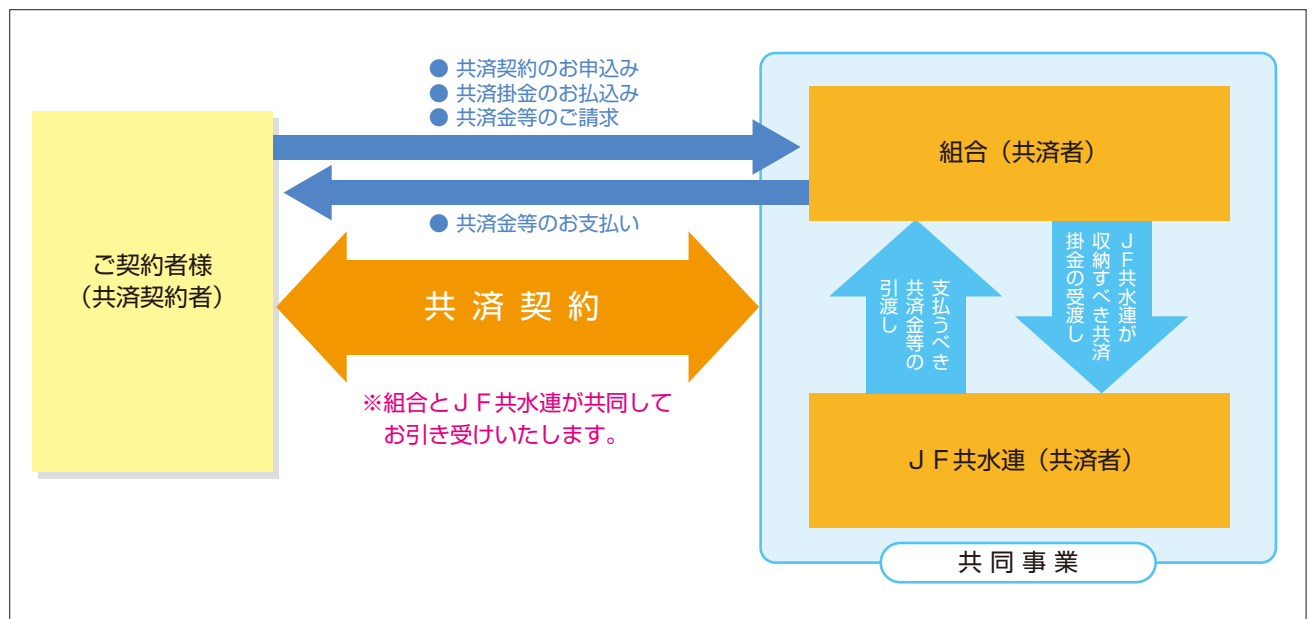 ● 共済契約のお申込み
● 共済掛金のお払込み
● 共済金等のご請求
● 共済金等のお支払い
ご契約者様
（共済契約者）
共済契約
※組合とＪＦ共水連が共同して
お引き受けいたします。
組合（共済者）
支払うべき
共済金等の
引渡し
ＪＦ共水連が
収納すべき共済
掛金の受渡し
ＪＦ共水連（共済者）
共同事業